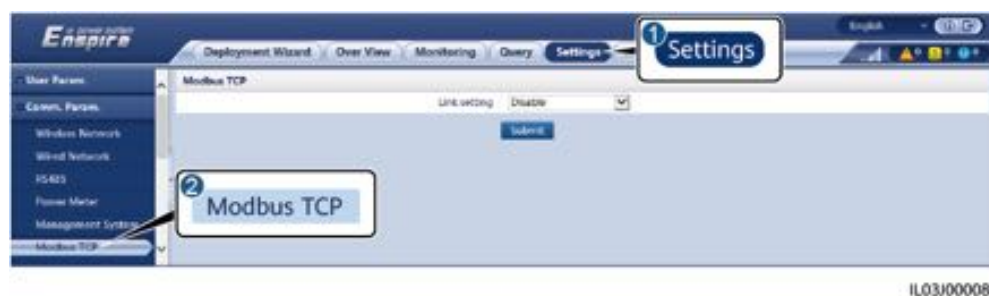 Enspire
English
Deployment Wizard Over View Monitoring Query Settings
1 Settings
User Param.
Modbus TCP
Comm. Param.
Link setting Disable
Wireless Network
Submit
Wired Network
RS485
Power Meter
2 Modbus TCP
Management System
Modbus TCP
IL03J00008